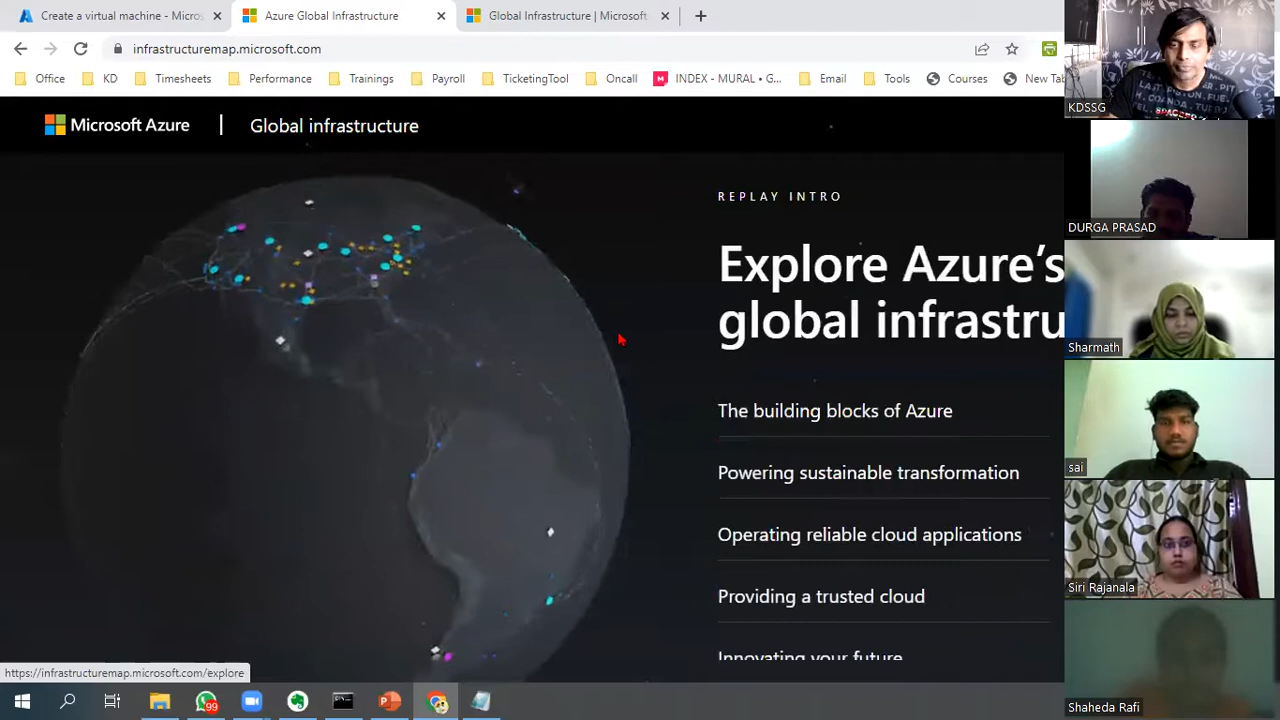 Create a virtual machine - Micros
Azure Global Infrastructure
Global Infrastructure | Microsoft
infrastructuremap.microsoft.com
Office
KD
Timesheets
Performance
Trainings
Payroll
TicketingTool
Oncall
INDEX - MURAL • G...
Email
Tools
Courses
New Tab
Microsoft Azure
Global infrastructure
REPLAY INTRO
Explore Azure's
global infrastru
The building blocks of Azure
Powering sustainable transformation
Operating reliable cloud applications
Providing a trusted cloud
Innovating your future
https://infrastructuremap.microsoft.com/explore
99
KDSSG
DURGA PRASAD
Sharmath
sai
Siri Rajanala
Shaheda Rafi